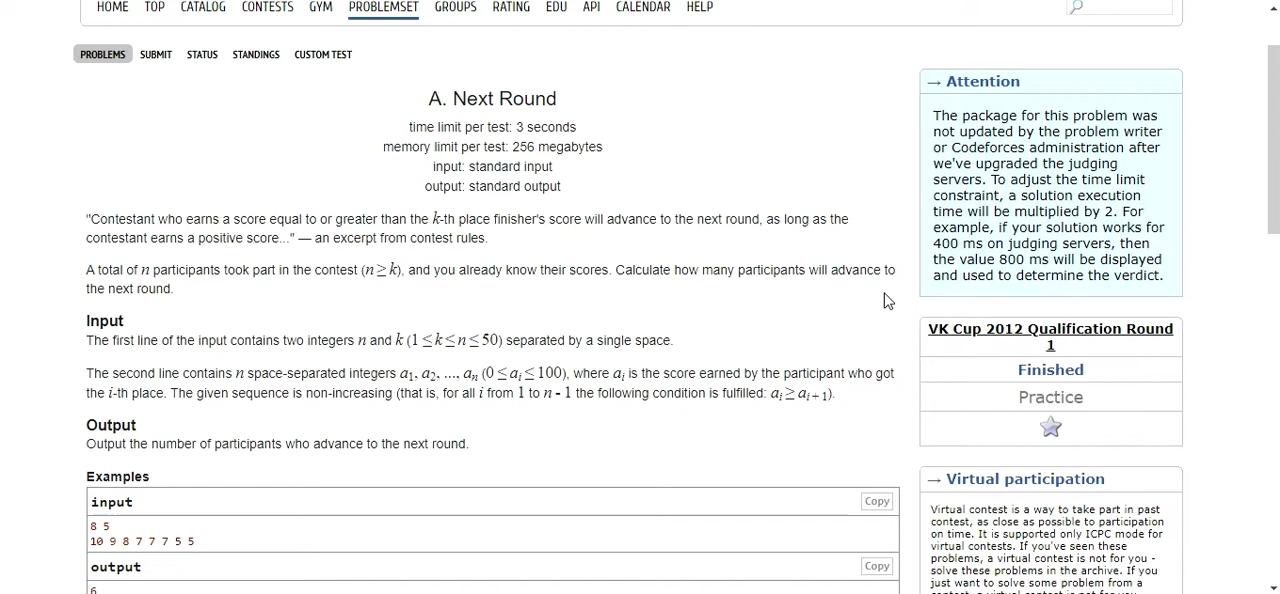 HOME TOP CATALOG CONTESTS GYM PROBLEMSET GROUPS RATING EDU API CALENDAR HELP
PROBLEMS SUBMIT STATUS STANDINGS CUSTOM TEST
A. Next Round
time limit per test: 3 seconds
memory limit per test: 256 megabytes
input: standard input
output: standard output
"Contestant who earns a score equal to or greater than the k-th place finisher's score will advance to the next round, as long as the
contestant earns a positive score..." — an excerpt from contest rules.
A total of n participants took part in the contest (n ≥ k), and you already know their scores. Calculate how many participants will advance to
the next round.
Input
The first line of the input contains two integers n and k (1 ≤ k ≤ n ≤ 50) separated by a single space.
The second line contains n space-separated integers a1, a2, ..., an (0 ≤ ai ≤ 100), where ai is the score earned by the participant who got
the i-th place. The given sequence is non-increasing (that is, for all i from 1 to n - 1 the following condition is fulfilled: ai ≥ ai + 1).
Output
Output the number of participants who advance to the next round.
Examples
input Copy
8 5
10 9 8 7 7 7 5 5
output Copy
6
→ Attention
The package for this problem was
not updated by the problem writer
or Codeforces administration after
we've upgraded the judging
servers. To adjust the time limit
constraint, a solution execution
time will be multiplied by 2. For
example, if your solution works for
400 ms on judging servers, then
the value 800 ms will be displayed
and used to determine the verdict.
VK Cup 2012 Qualification Round
1
Finished
Practice
→ Virtual participation
Virtual contest is a way to take part in past
contest, as close as possible to participation
on time. It is supported only ICPC mode for
virtual contests. If you've seen these
problems, a virtual contest is not for you -
solve these problems in the archive. If you
just want to solve some problem from a
contest, a virtual contest is not for you